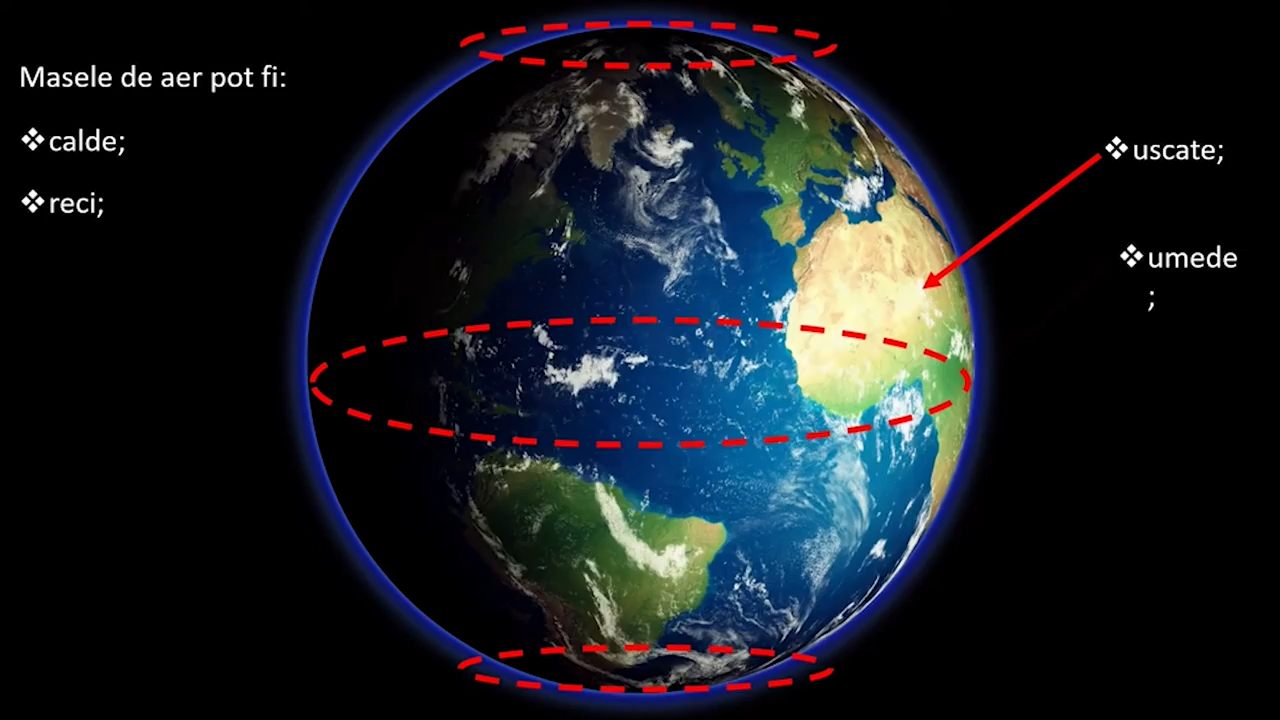 Masele de aer pot fi:
❖calde;
❖reci;
❖uscate;
❖umede
;